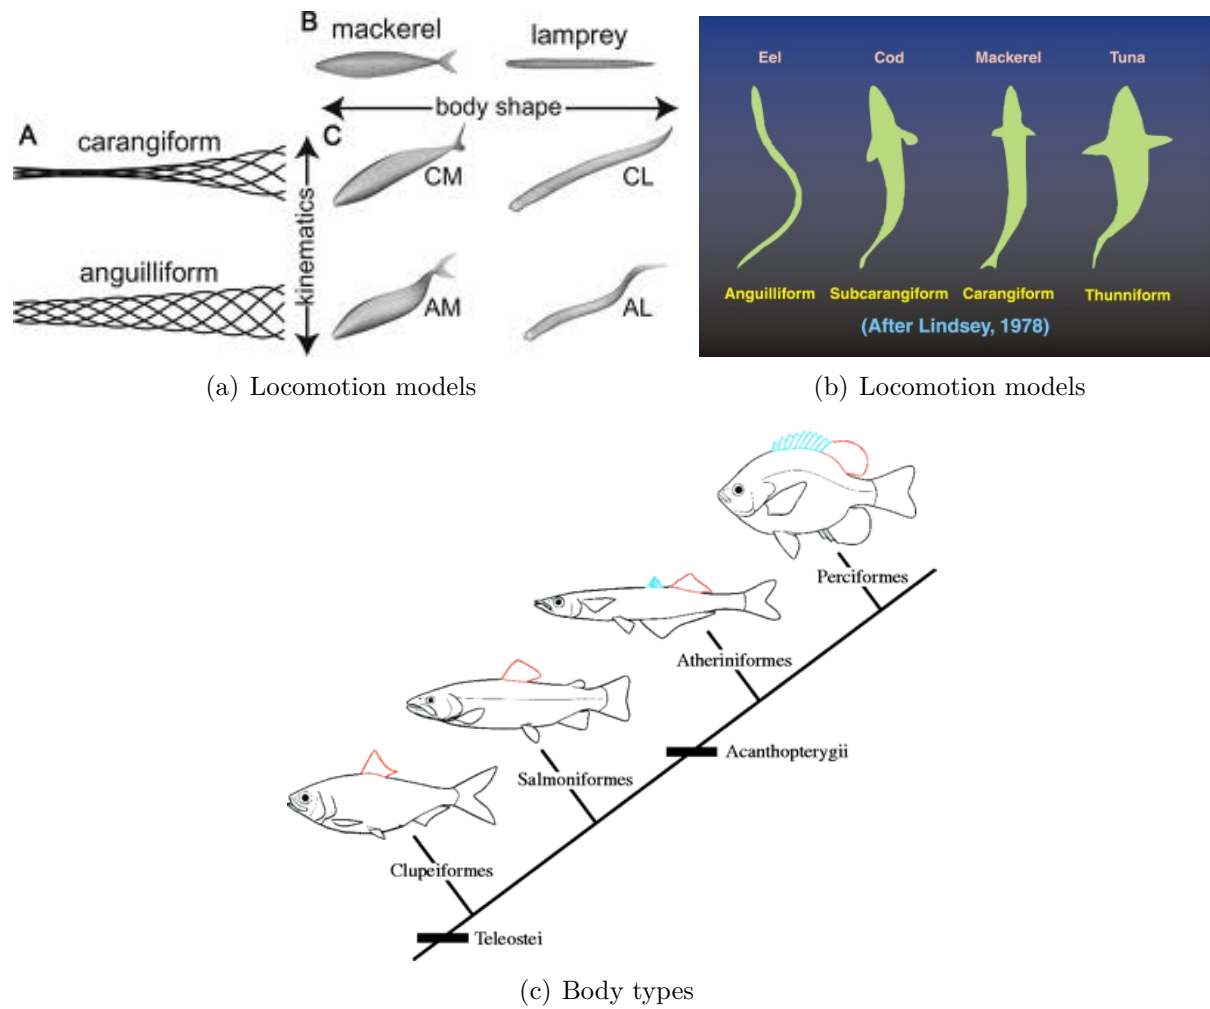 B
mackerel
lamprey
body shape
A
carangiform
C
CM
CL
kinematics
anguilliform
AM
AL
Eel
Cod
Mackerel
Tuna
Anguilliform
Subcarangiform
Carangiform
Thunniform
(After Lindsey, 1978)
(a) Locomotion models
(b) Locomotion models
Perciformes
Atheriniformes
Acanthopterygii
Salmoniformes
Clupeiformes
Teleostei
(c) Body types